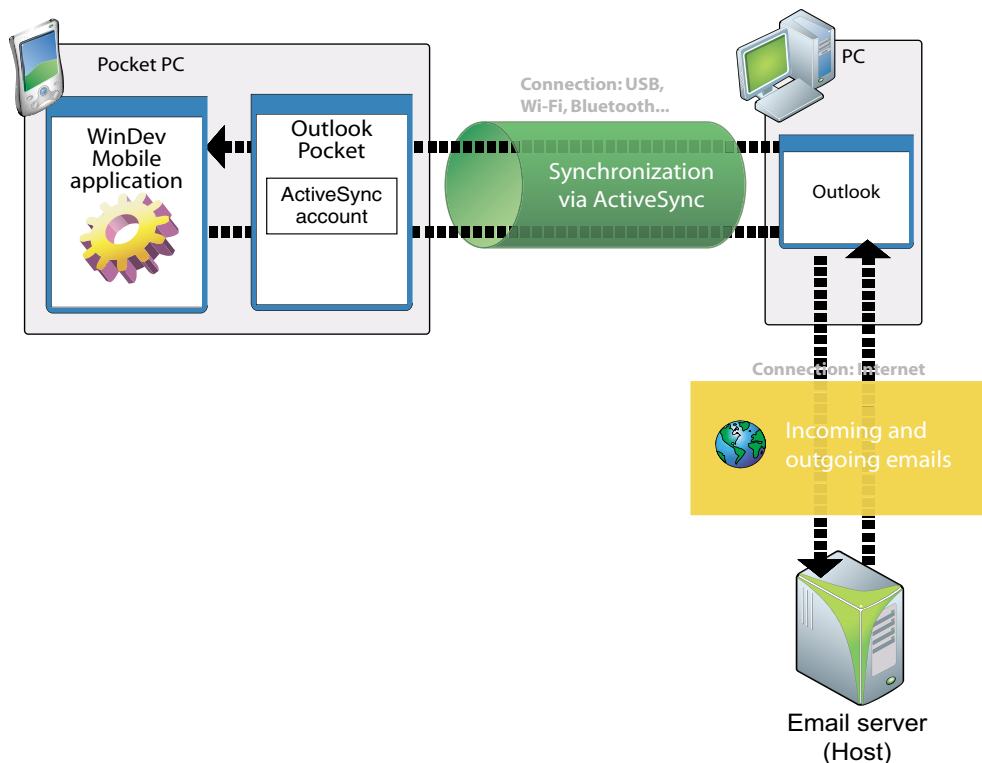 Pocket PC
WinDev
Mobile
application
Outlook
Pocket
ActiveSync
account
Connection: USB,
Wi-Fi, Bluetooth...
Synchronization
via ActiveSync
PC
Outlook
Connection: Internet
Incoming and
outgoing emails
Email server
(Host)